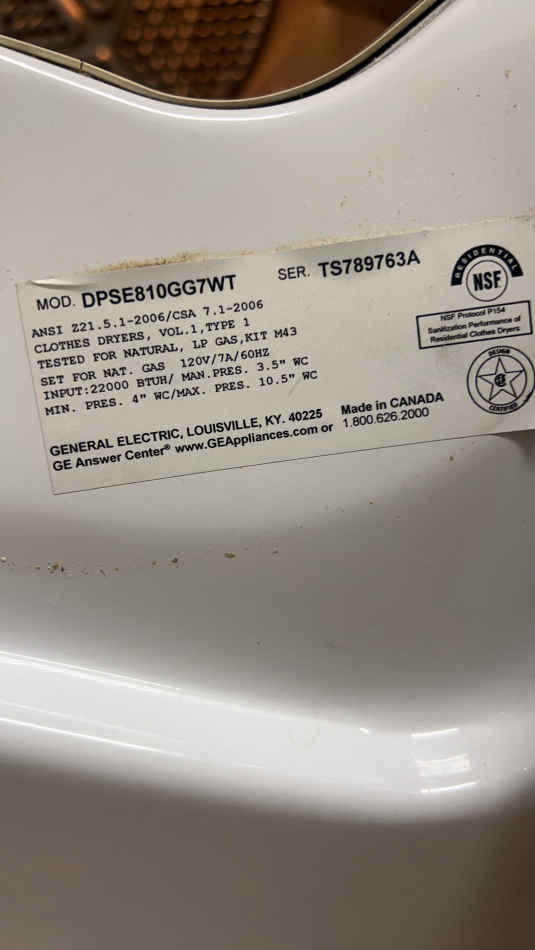 MOD. DPSE810GG7WT SER. TS789763A
ANSI Z21.5.1-2006/CSA 7.1-2006
CLOTHES DRYERS, VOL.1,TYPE 1
TESTED FOR NATURAL, LP GAS,KIT M43
SET FOR NAT. GAS 120V/7A/60HZ
INPUT:22000 BTUH/ MAN.PRES. 3.5" WC
MIN. PRES. 4" WC/MAX. PRES. 10.5" WC
GENERAL ELECTRIC, LOUISVILLE, KY. 40225 Made in CANADA
GE Answer Center® www.GEAppliances.com or 1.800.626.2000
RESIDENTIAL
NSF
NSF Protocol P154
Sanitization Performance of
Residential Clothes Dryers
DESIGN
CERTIFIED